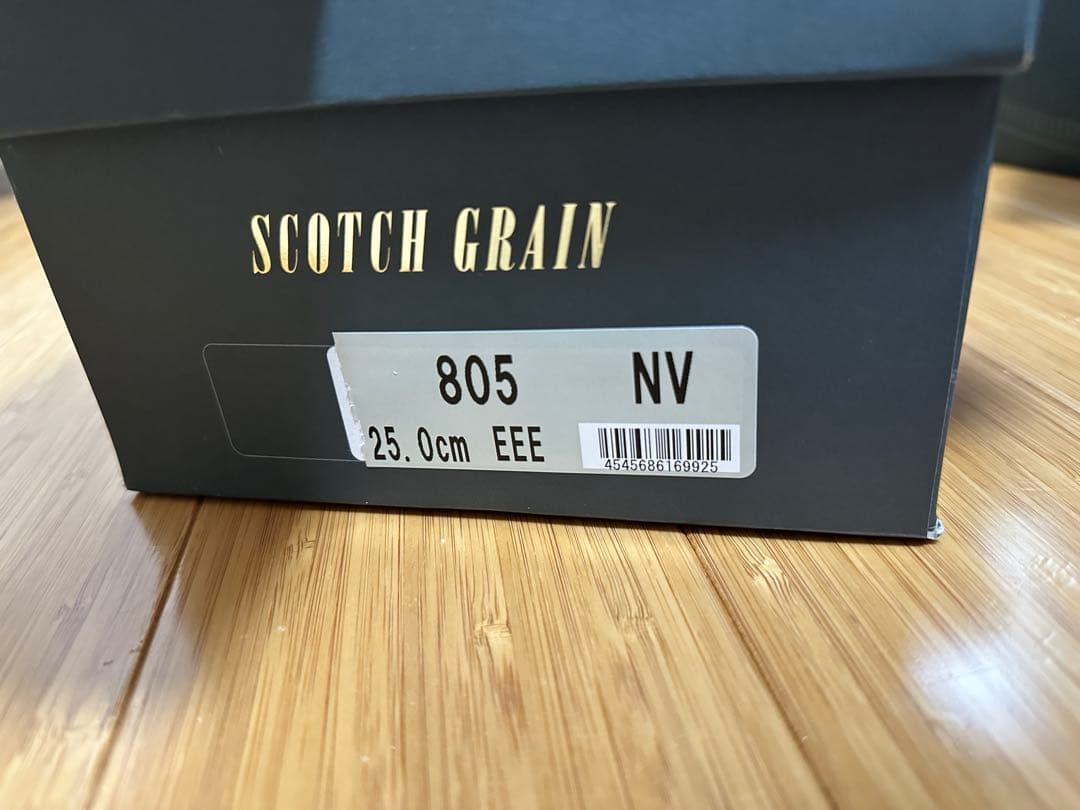 SCOTCH GRAIN
805 NV
25.0cm EEE
4545686169925